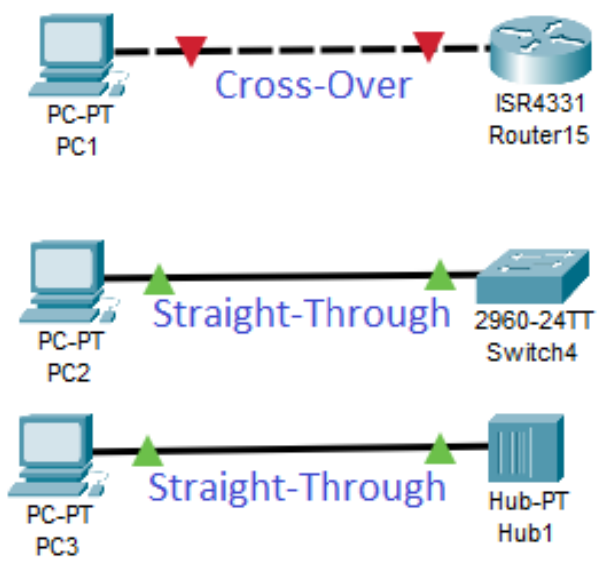 Cross-Over
PC-PT
PC1
ISR4331
Router15
Straight-Through
PC-PT
PC2
2960-24TT
Switch4
Straight-Through
PC-PT
PC3
Hub-PT
Hub1